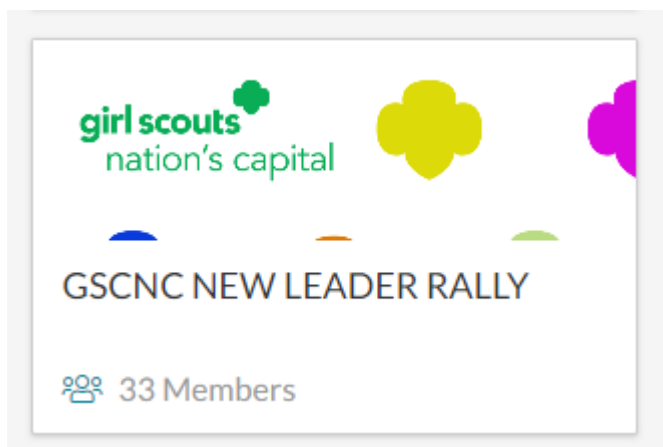 girl scouts
nation's capital
GSCNC NEW LEADER RALLY
33 Members